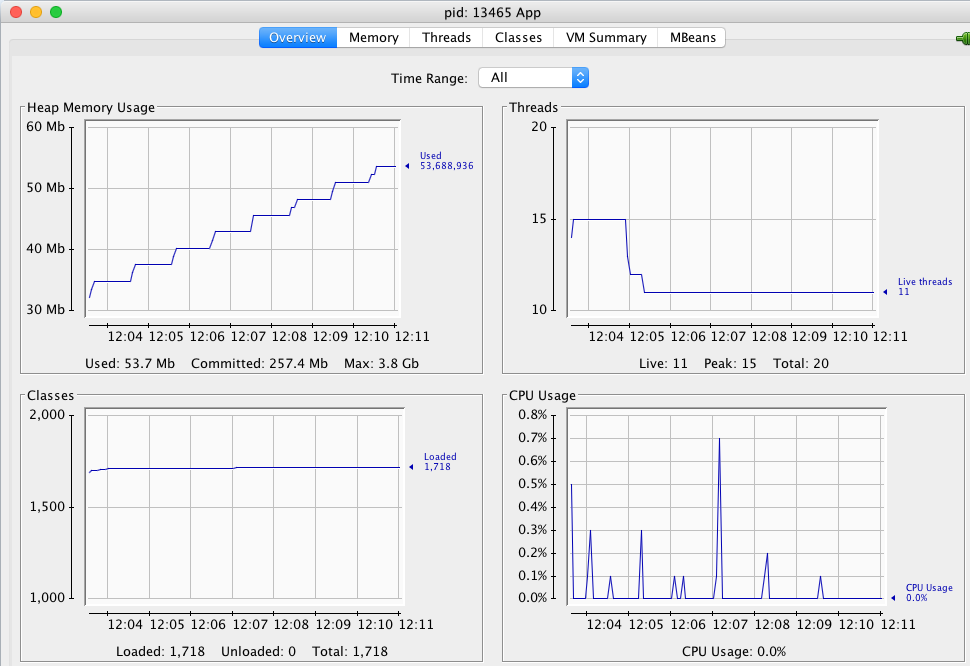 pid: 13465 App
Overview Memory Threads Classes VM Summary MBeans
Time Range: All
Heap Memory Usage
60 Mb
50 Mb
40 Mb
30 Mb
Used
53,688,936
12:04 12:05 12:06 12:07 12:08 12:09 12:10 12:11
Used: 53.7 Mb Committed: 257.4 Mb Max: 3.8 Gb
Threads
20
15
10
Live threads
11
12:04 12:05 12:06 12:07 12:08 12:09 12:10 12:11
Live: 11 Peak: 15 Total: 20
Classes
2,000
1,500
1,000
Loaded
1,718
12:04 12:05 12:06 12:07 12:08 12:09 12:10 12:11
Loaded: 1,718 Unloaded: 0 Total: 1,718
CPU Usage
0.8%
0.7%
0.6%
0.5%
0.4%
0.3%
0.2%
0.1%
0.0%
CPU Usage
0.0%
12:04 12:05 12:06 12:07 12:08 12:09 12:10 12:11
CPU Usage: 0.0%